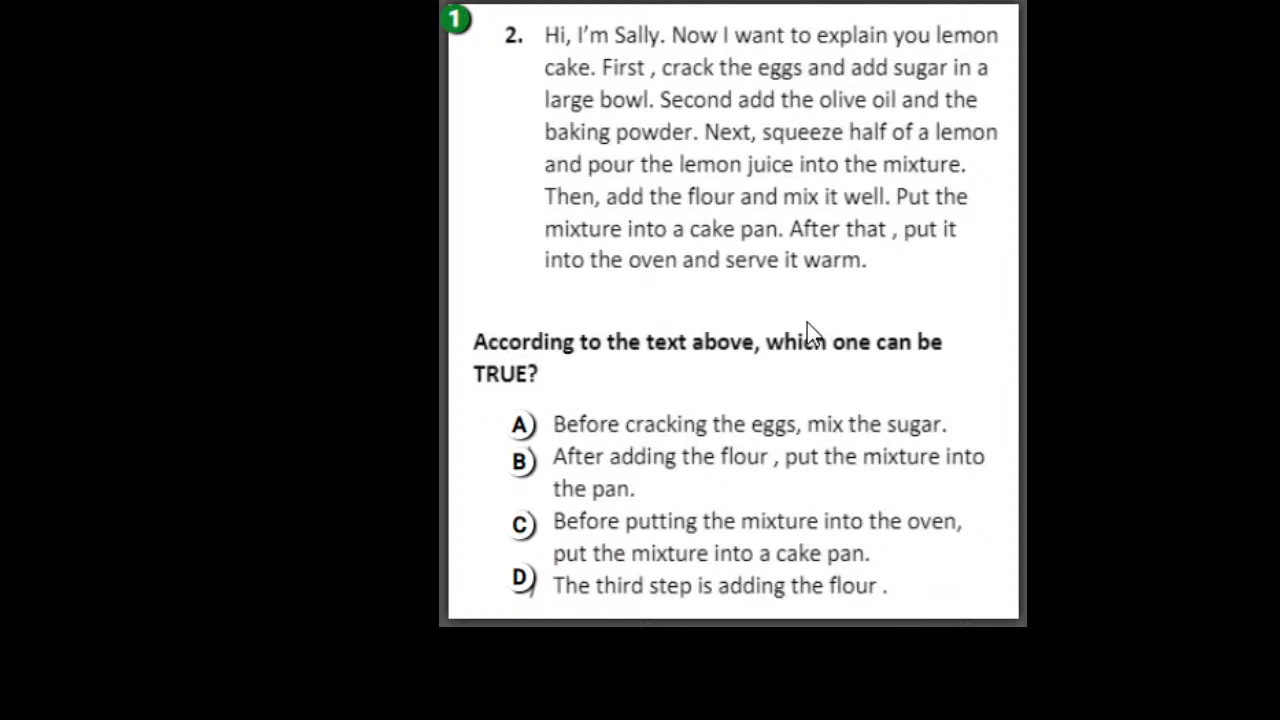 1
2. Hi, I'm Sally. Now I want to explain you lemon
cake. First , crack the eggs and add sugar in a
large bowl. Second add the olive oil and the
baking powder. Next, squeeze half of a lemon
and pour the lemon juice into the mixture.
Then, add the flour and mix it well. Put the
mixture into a cake pan. After that , put it
into the oven and serve it warm.
According to the text above, which one can be
TRUE?
A) Before cracking the eggs, mix the sugar.
B) After adding the flour , put the mixture into
the pan.
C) Before putting the mixture into the oven,
put the mixture into a cake pan.
D) The third step is adding the flour .